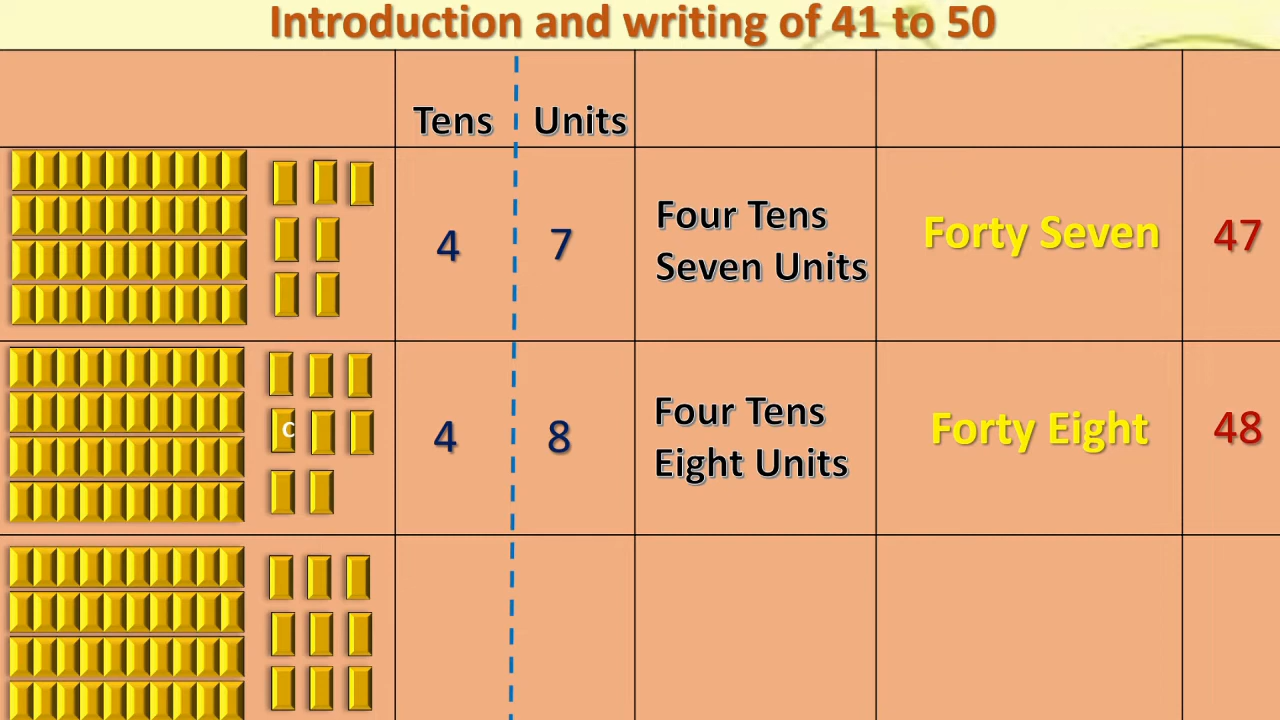 Introduction and writing of 41 to 50
Tens Units
4 7 Four Tens
Seven Units Forty Seven 47
C
4 8 Four Tens
Eight Units Forty Eight 48